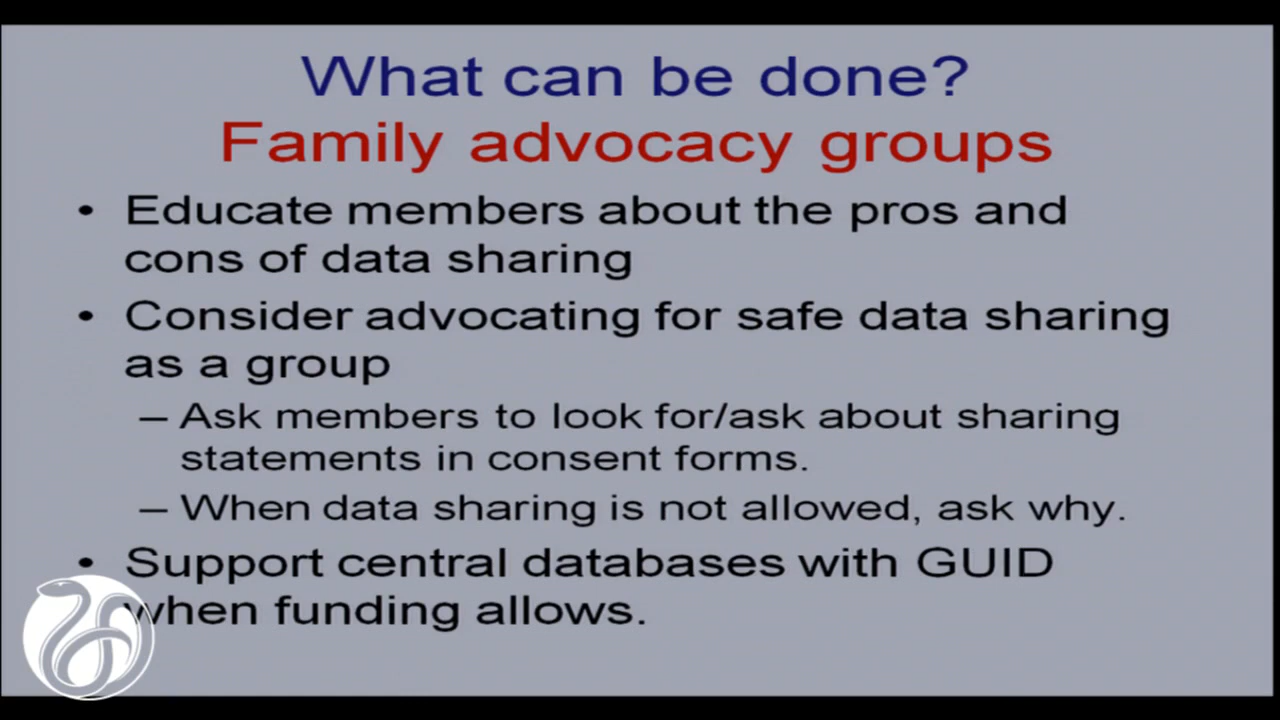 What can be done?
Family advocacy groups
• Educate members about the pros and
cons of data sharing
• Consider advocating for safe data sharing
as a group
– Ask members to look for/ask about sharing
statements in consent forms.
– When data sharing is not allowed, ask why.
• Support central databases with GUID
when funding allows.